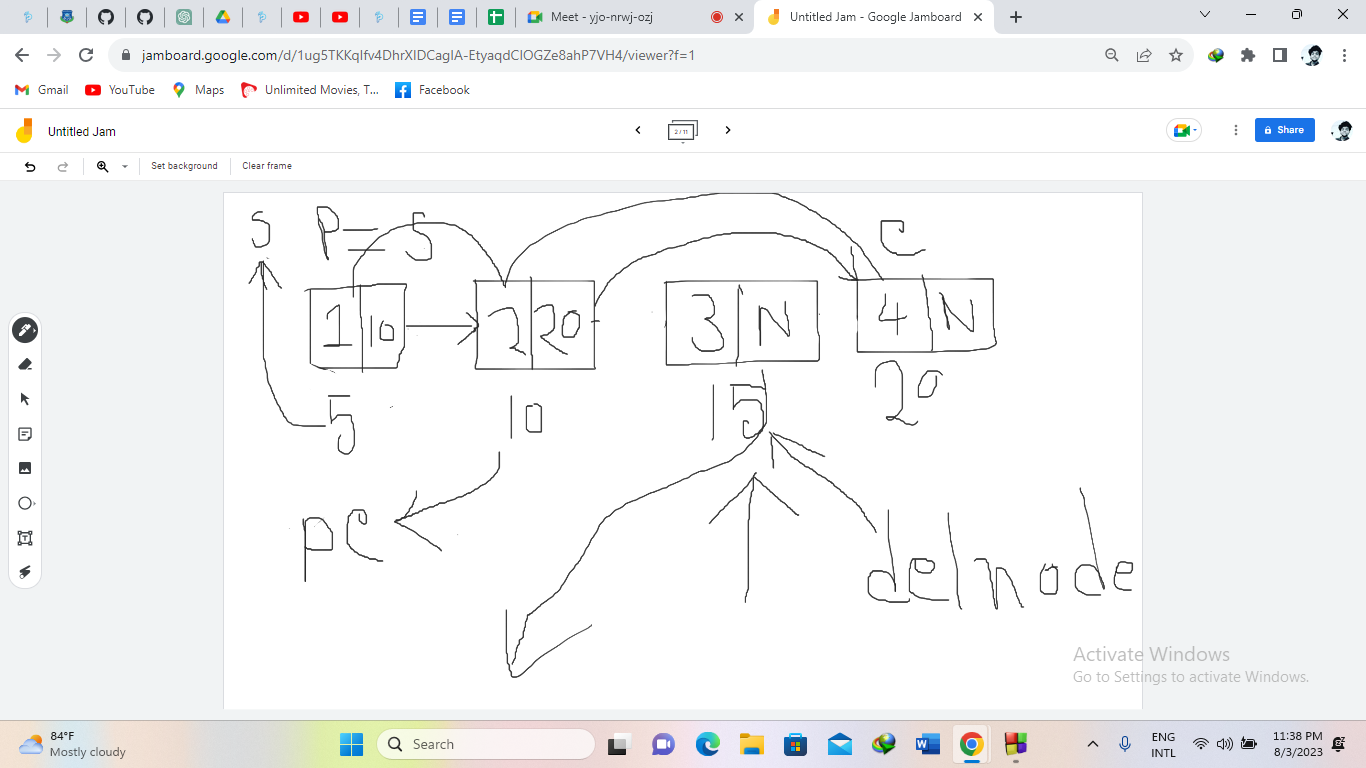 Meet - yjo-nrwj-ozj
Untitled Jam - Google Jamboard
jamboard.google.com/d/1ug5TKKqIfv4DhrXIDCagIA-EtyaqdCIOGZe8ahP7VH4/viewer?f=1
Gmail YouTube Maps Unlimited Movies, T... Facebook
Untitled Jam
2 / 11
Share
Set background Clear frame
S P = 5 C
1 10 2 20 3 N 4 N
5 10 15 20
pc
delnode
Activate Windows
Go to Settings to activate Windows.
84°F
Mostly cloudy
Search
ENG
INTL
11:38 PM
8/3/2023